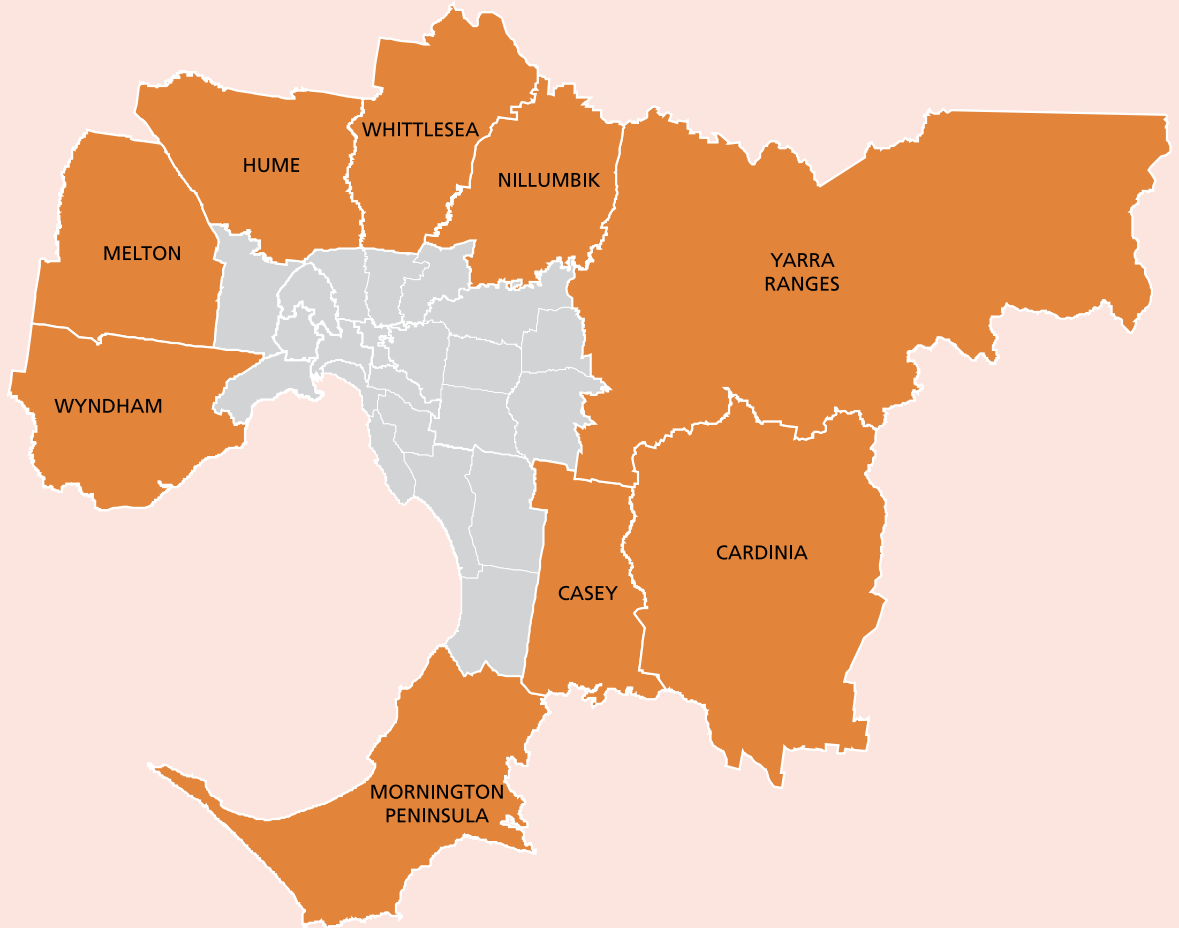 WHITTLESEA
HUME
NILLUMBIK
MELTON
YARRA
RANGES
WYNDHAM
CARDINIA
CASEY
MORNINGTON
PENINSULA